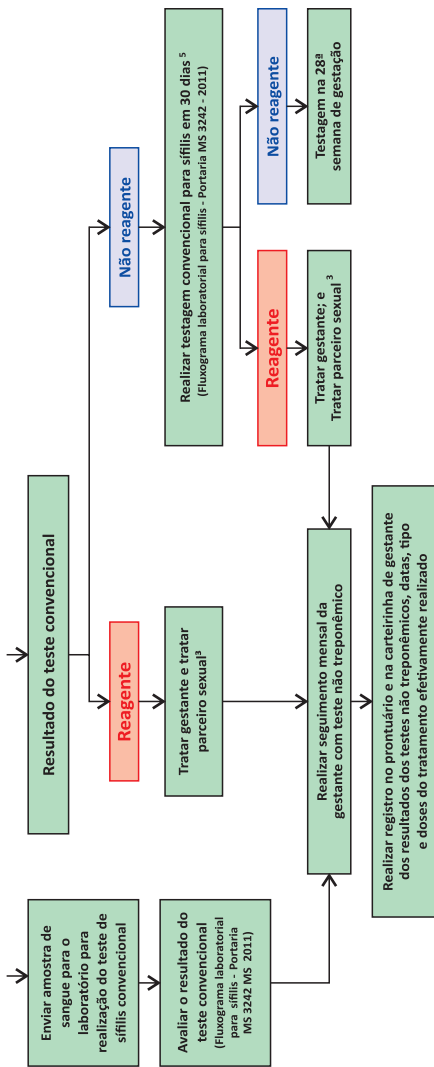 Enviar amostra de
sangue para o
laboratório para
realização do teste de
sífilis convencional
Avaliar o resultado do
teste convencional
(Fluxograma laboratorial
para sífilis - Portaria
MS 3242 MS 2011)
Resultado do teste convencional
Reagente
Não reagente
Tratar gestante e tratar
parceiro sexual³
Realizar testagem convencional para sífilis em 30 dias ⁵
(Fluxograma laboratorial para sífilis - Portaria MS 3242 - 2011)
Reagente
Não reagente
Tratar gestante; e
Tratar parceiro sexual ³
Testagem na 28ª
semana de gestação
Realizar seguimento mensal da
gestante com teste não treponêmico
Realizar registro no prontuário e na carteirinha de gestante
dos resultados dos testes não treponêmicos, datas, tipo
e doses do tratamento efetivamente realizado